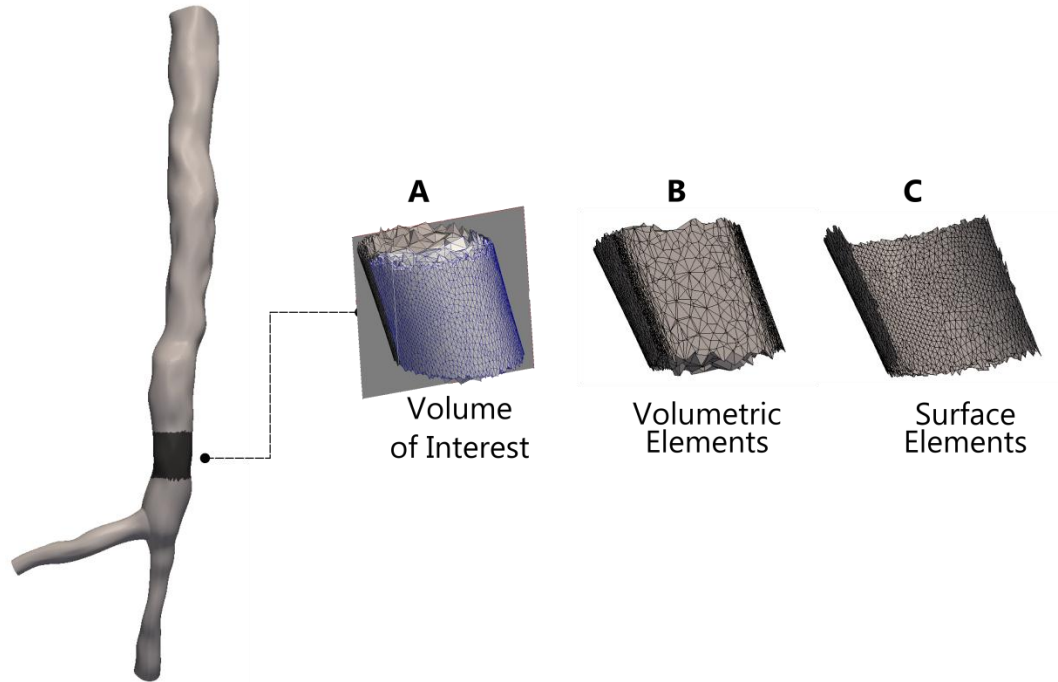 A
B
C
Volume
of Interest
Volumetric
Elements
Surface
Elements